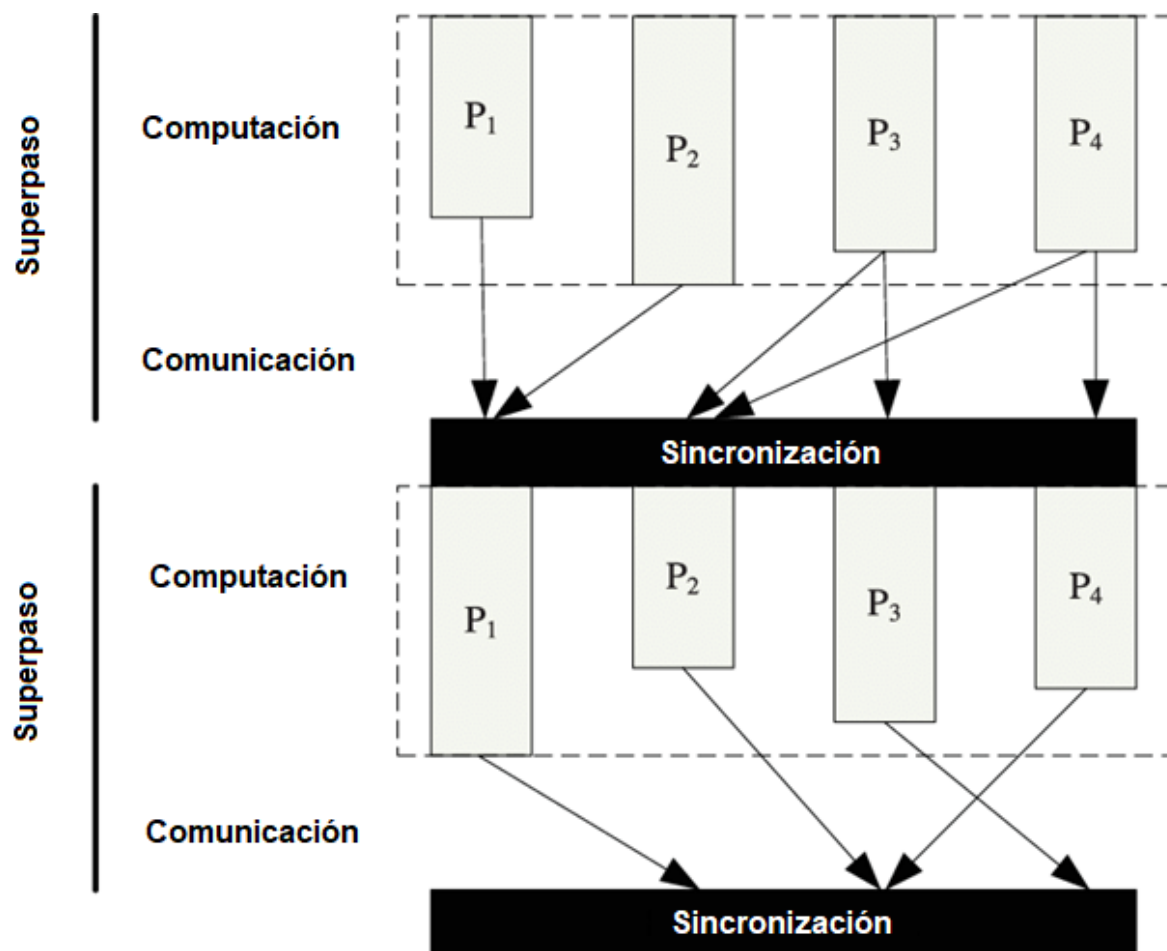 Superpaso
Computación
P₁
P₂
P₃
P₄
Comunicación
Sincronización
Superpaso
Computación
P₁
P₂
P₃
P₄
Comunicación
Sincronización